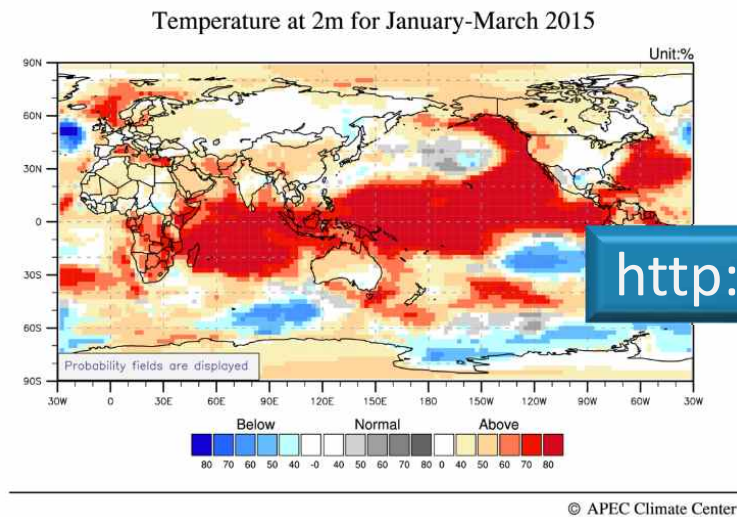 Temperature at 2m for January-March 2015
Unit:%
90N
60N
30N
0
30S
60S
90S
http:
Probability fields are displayed
30W 0 30E 60E 90E 120E 150E 180 150W 120W 90W 60W 30W
Below Normal Above
80 70 60 50 40 -0 40 50 60 70 80 0 40 50 60 70 80
© APEC Climate Center